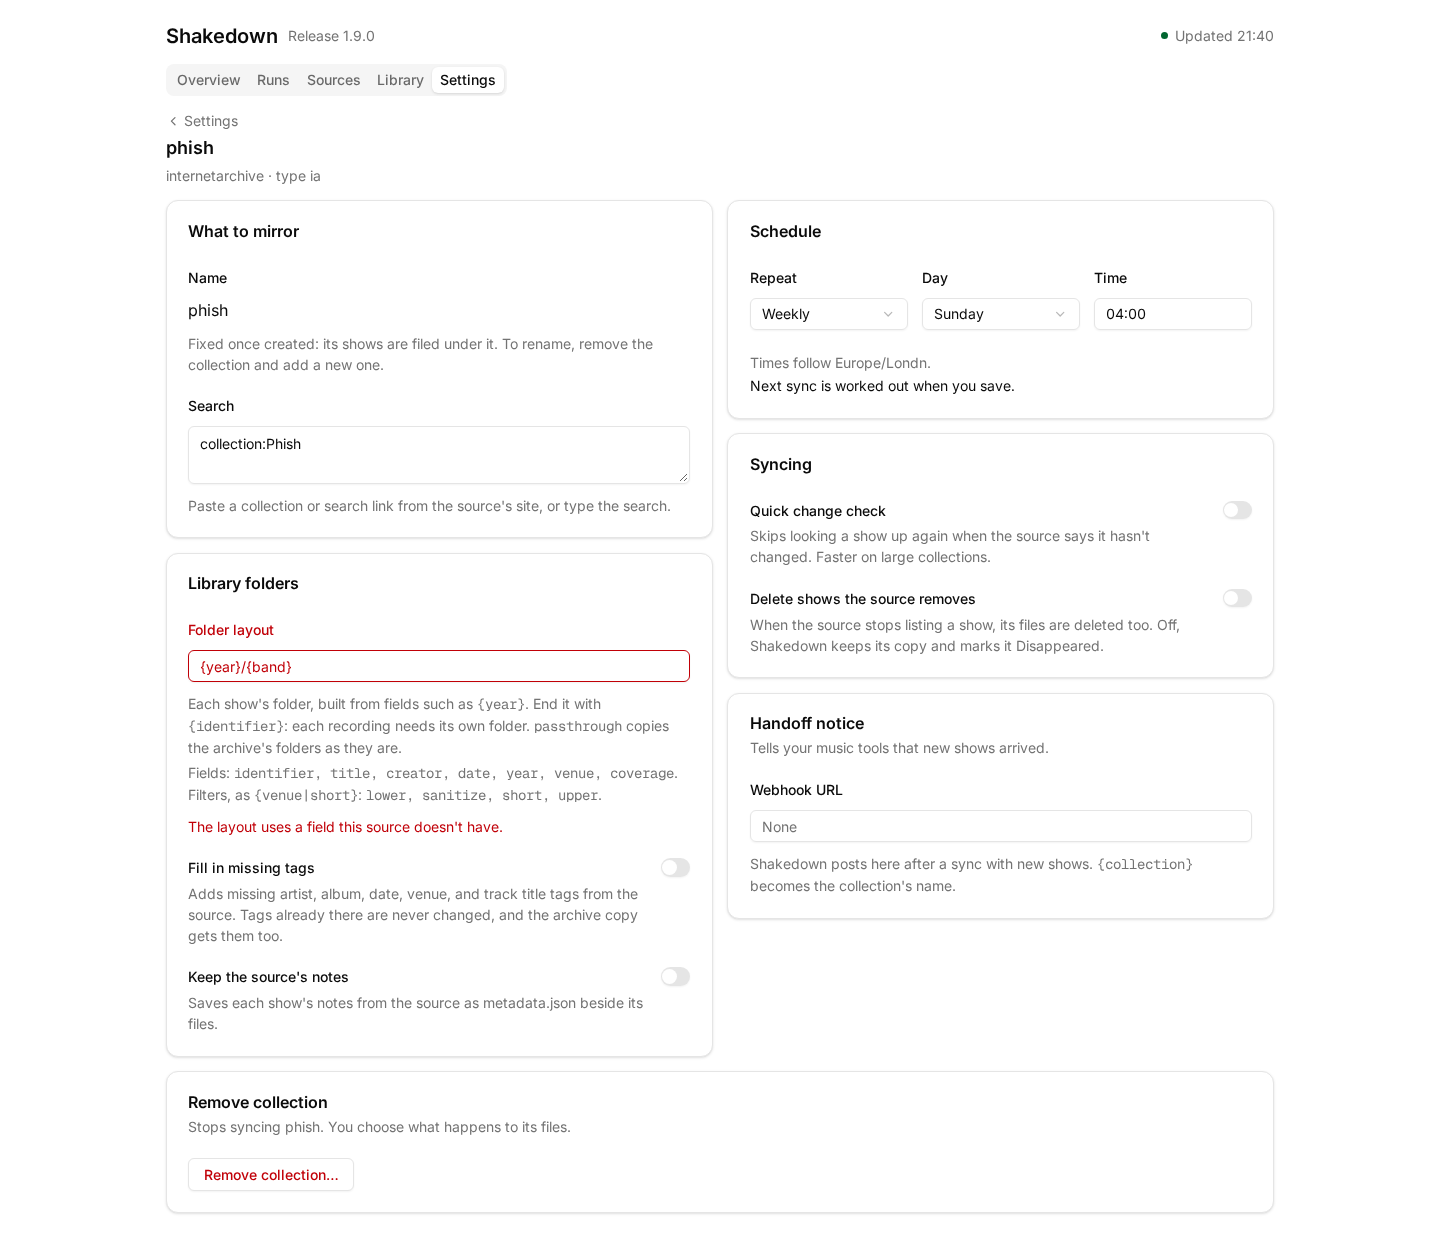 Shakedown Release 1.9.0
Updated 21:40
Overview Runs Sources Library Settings
Settings
phish
internetarchive · type ia
What to mirror
Name
phish
Fixed once created: its shows are filed under it. To rename, remove the
collection and add a new one.
Search
collection:Phish
Paste a collection or search link from the source's site, or type the search.
Library folders
Folder layout
{year}/{band}
Each show's folder, built from fields such as {year}. End it with
{identifier}: each recording needs its own folder. passthrough copies
the archive's folders as they are.
Fields: identifier, title, creator, date, year, venue, coverage.
Filters, as {venue|short}: lower, sanitize, short, upper.
The layout uses a field this source doesn't have.
Fill in missing tags
Adds missing artist, album, date, venue, and track title tags from the
source. Tags already there are never changed, and the archive copy
gets them too.
Keep the source's notes
Saves each show's notes from the source as metadata.json beside its
files.
Schedule
Repeat Day Time
Weekly Sunday 04:00
Times follow Europe/Londn.
Next sync is worked out when you save.
Syncing
Quick change check
Skips looking a show up again when the source says it hasn't
changed. Faster on large collections.
Delete shows the source removes
When the source stops listing a show, its files are deleted too. Off,
Shakedown keeps its copy and marks it Disappeared.
Handoff notice
Tells your music tools that new shows arrived.
Webhook URL
None
Shakedown posts here after a sync with new shows. {collection}
becomes the collection's name.
Remove collection
Stops syncing phish. You choose what happens to its files.
Remove collection...